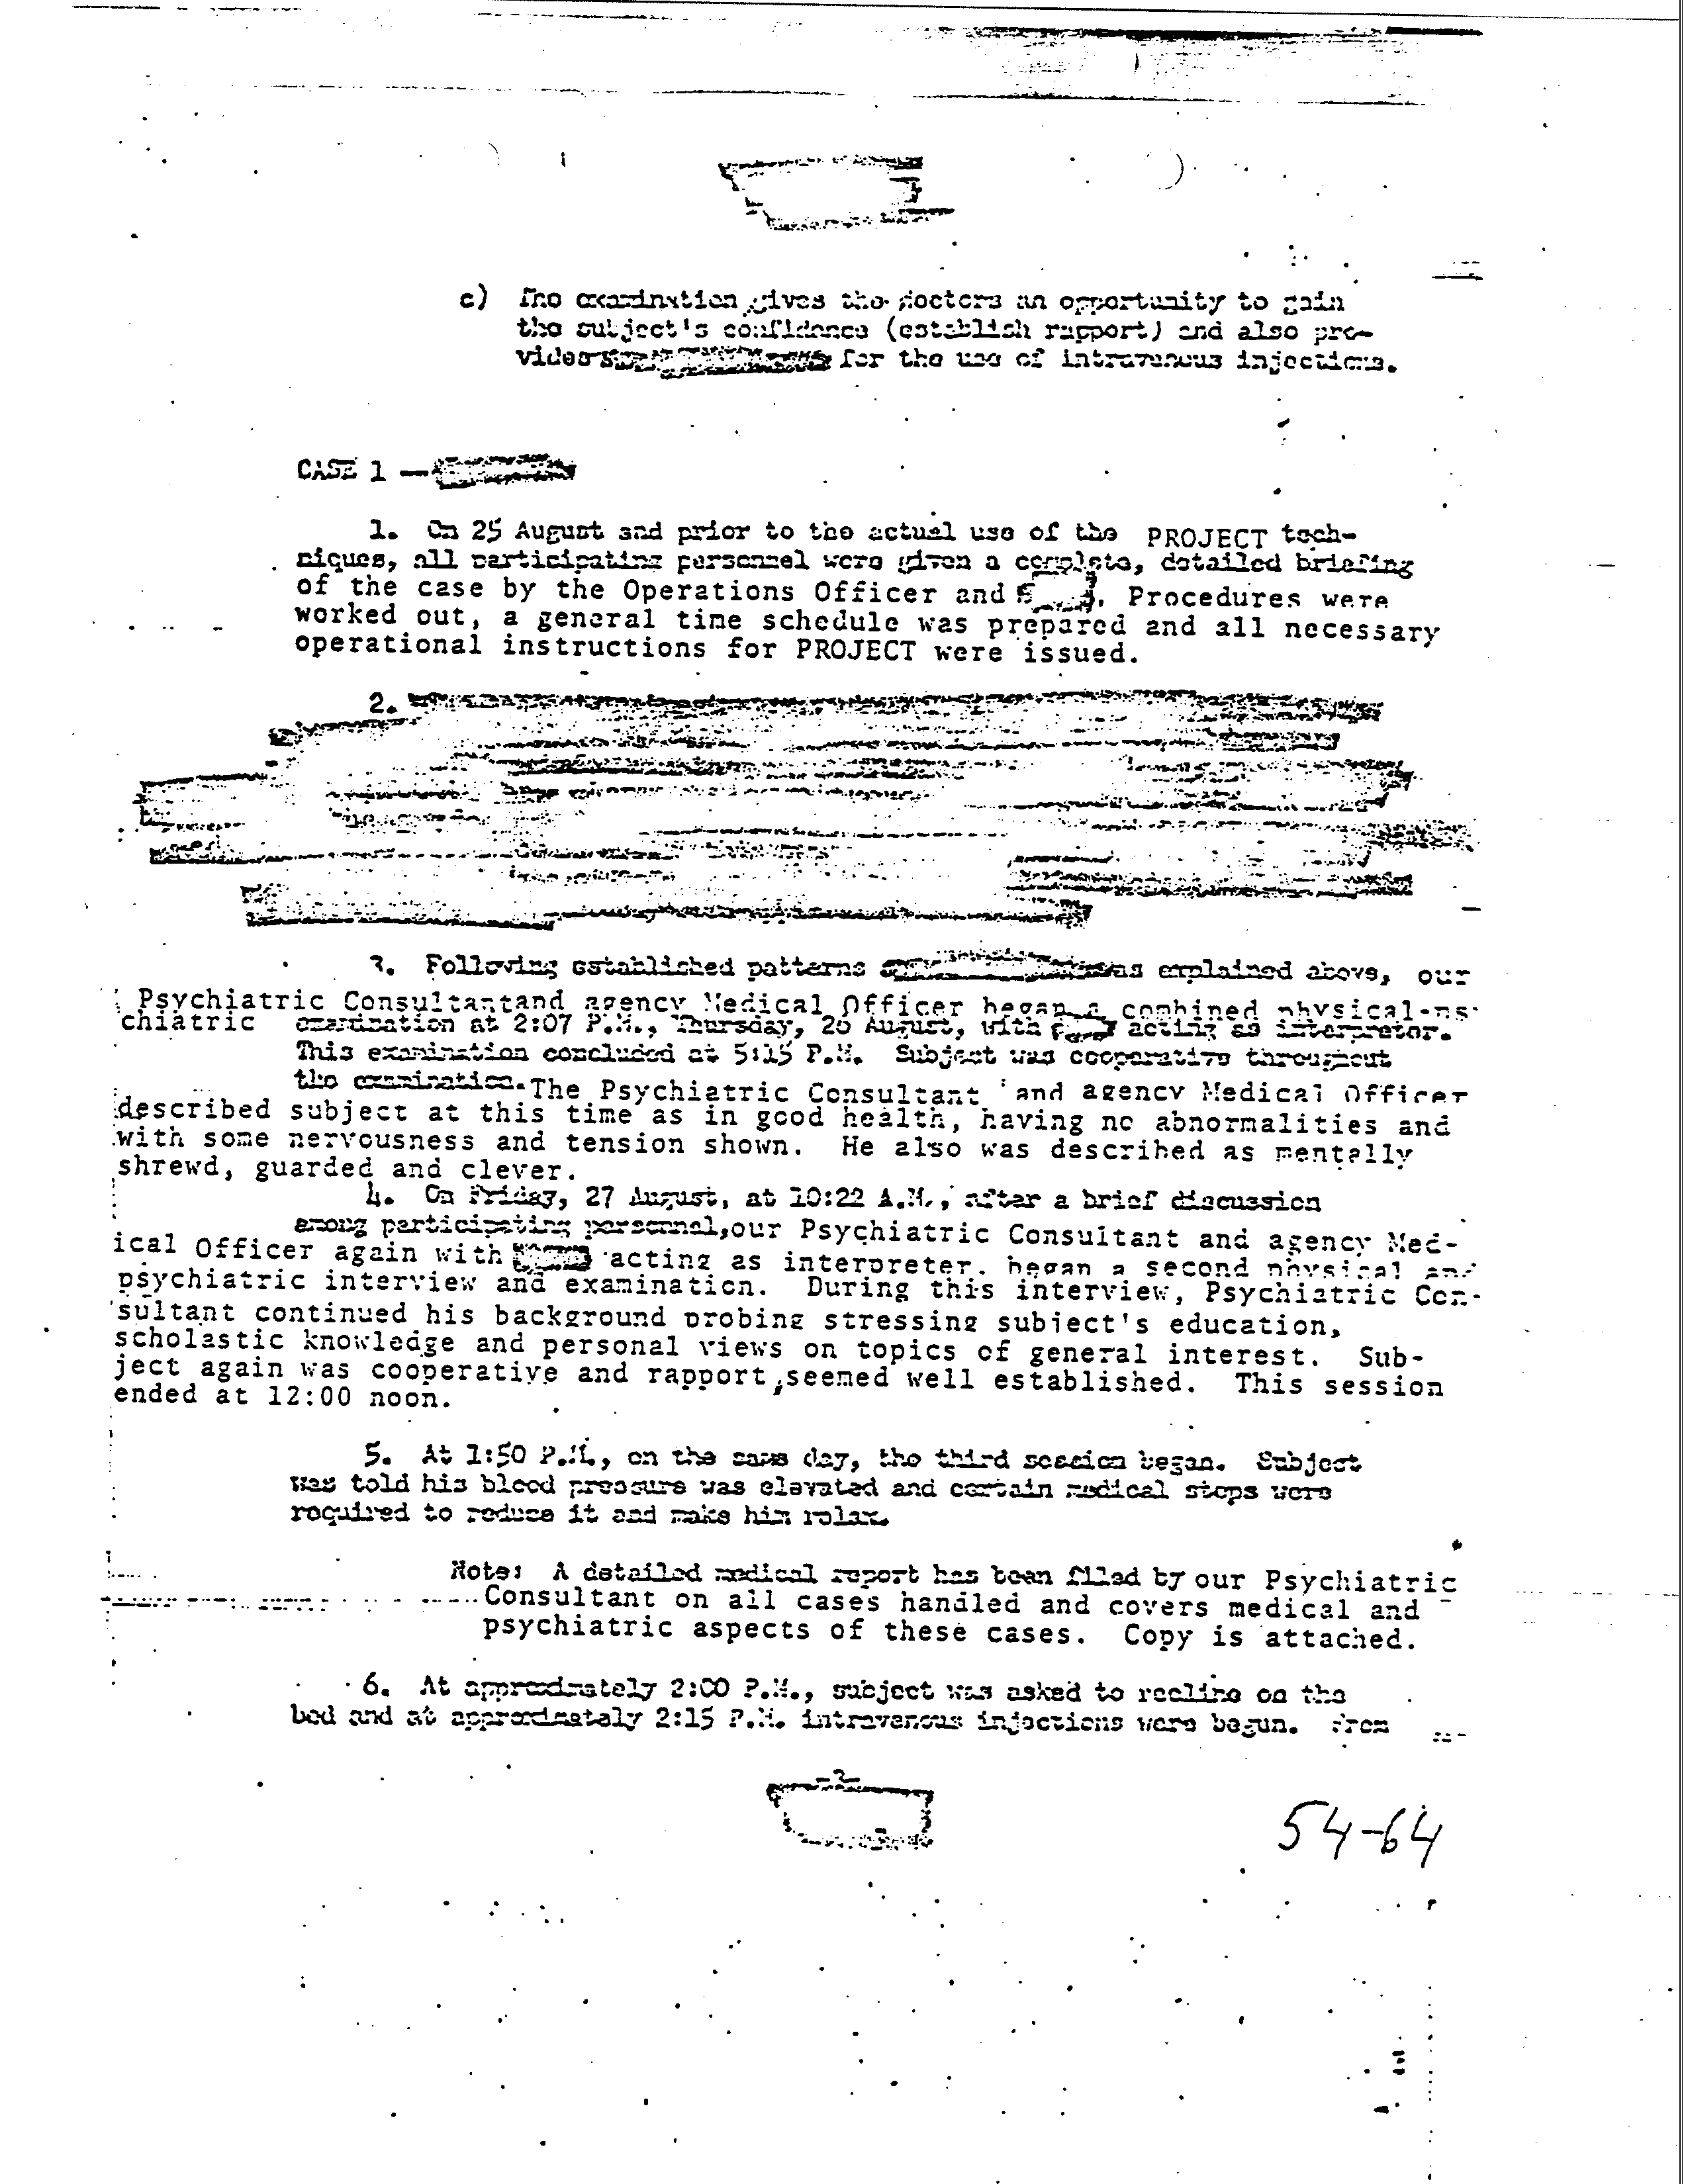 c) The examination gives the doctors an opportunity to gain
the subject's confidence (establish rapport) and also pro-
vides for the use of intravenous injections.
CASE 1 —
1. On 25 August and prior to the actual use of the PROJECT tech-
niques, all participating personnel were given a complete, detailed briefing
of the case by the Operations Officer and . Procedures were
worked out, a general time schedule was prepared and all necessary
operational instructions for PROJECT were issued.
2.
3. Following established patterns as explained above, our
Psychiatric Consultantand agency Medical Officer began a combined physical-ps
chiatric examination at 2:07 P.M., Thursday, 26 August, with acting as interpretor.
This examination concluded at 5:15 P.M. Subject was cooperative throughout
the examination. The Psychiatric Consultant and agency Medical Officer
described subject at this time as in good health, having no abnormalities and
with some nervousness and tension shown. He also was described as mentally
shrewd, guarded and clever.
4. On Friday, 27 August, at 10:22 A.M., after a brief discussion
among participating personnal, our Psychiatric Consultant and agency Med-
ical Officer again with acting as interpreter. began a second physical and
psychiatric interview and examination. During this interview, Psychiatric Con-
sultant continued his background probing stressing subject's education,
scholastic knowledge and personal views on topics of general interest. Sub-
ject again was cooperative and rapport seemed well established. This session
ended at 12:00 noon.
5. At 1:50 P.M., on the same day, the third session began. Subject
was told his blood pressure was elevated and certain medical steps were
required to reduce it and make him relax.
Note: A detailed medical report has been filed by our Psychiatric
Consultant on all cases handled and covers medical and
psychiatric aspects of these cases. Copy is attached.
6. At approximately 2:00 P.M., subject was asked to recline on the
bed and at approximately 2:15 P.M. intravenous injections were begun. From
2
54-64